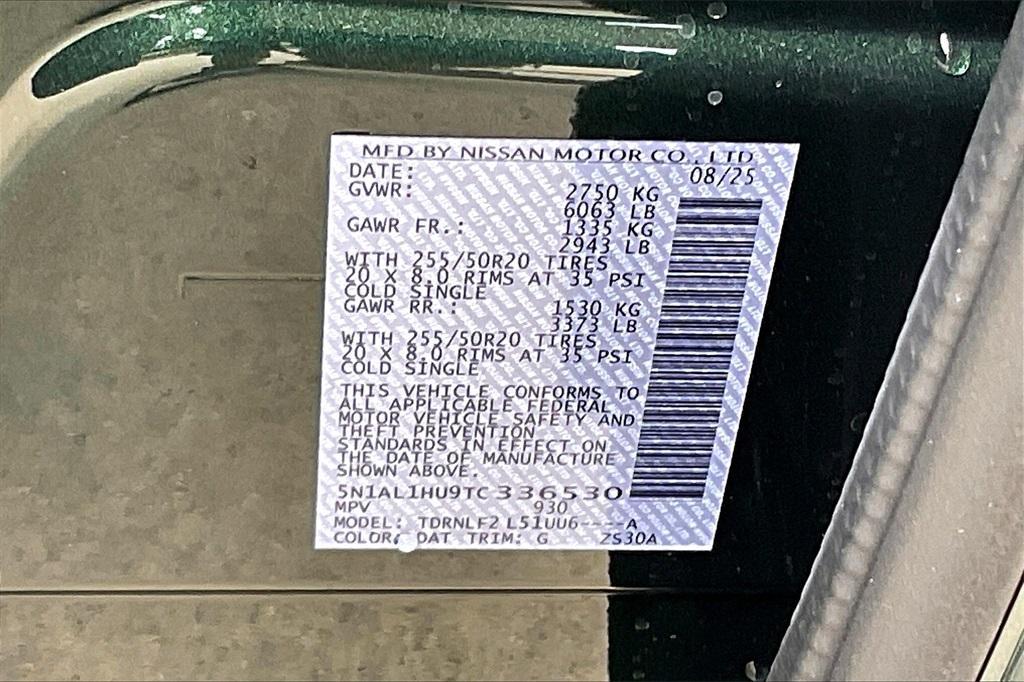 MFD BY NISSAN MOTOR CO., LTD
DATE: 08/25
GVWR: 2750 KG
6063 LB
GAWR FR.: 1335 KG
2943 LB
WITH 255/50R20 TIRES
20 X 8.0 RIMS AT 35 PSI
COLD SINGLE
GAWR RR.: 1530 KG
3373 LB
WITH 255/50R20 TIRES
20 X 8.0 RIMS AT 35 PSI
COLD SINGLE
THIS VEHICLE CONFORMS TO
ALL APPLICABLE FEDERAL
MOTOR VEHICLE SAFETY AND
THEFT PREVENTION
STANDARDS IN EFFECT ON
THE DATE OF MANUFACTURE
SHOWN ABOVE.
5N1AL1HU9TC336530
MPV 930
MODEL: TDRNLF2 L51UU6----A
COLOR: DAT TRIM: G ZS30A